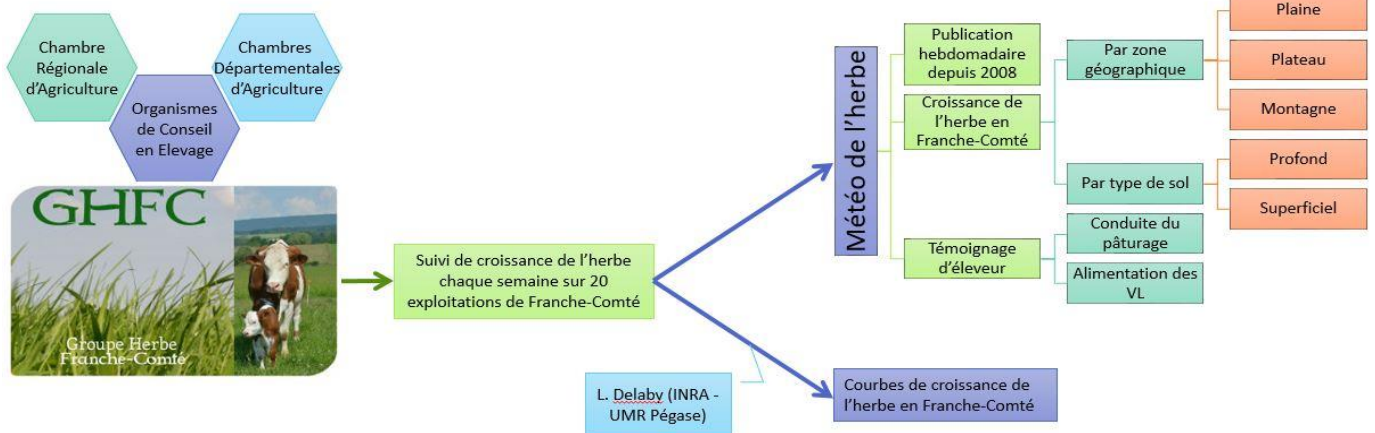 Chambre
Régionale
d’Agriculture
Chambres
Départementales
d’Agriculture
Organismes
de Conseil
en Elevage
GHFC
Groupe Herbe
Franche-Comté
Suivi de croissance de l’herbe
chaque semaine sur 20
exploitations de Franche-Comté
L. Delaby (INRA -
UMR Pégase)
Météo de l’herbe
Publication
hebdomadaire
depuis 2008
Croissance de
l’herbe en
Franche-Comté
Par zone
géographique
Plaine
Plateau
Montagne
Par type de sol
Profond
Superficiel
Témoignage
d’éleveur
Conduite du
pâturage
Alimentation des
VL
Courbes de croissance de
l’herbe en Franche-Comté